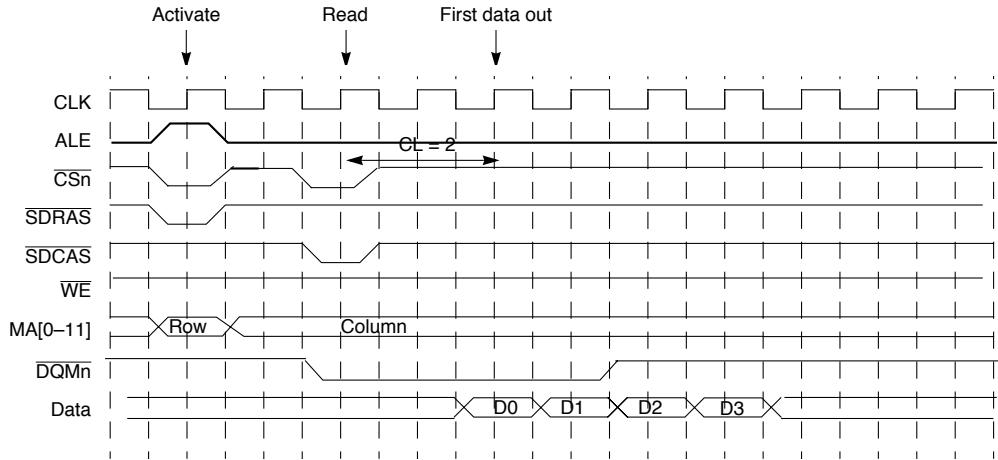 Activate Read First data out
CLK
ALE
CL = 2
CSn
SDRAS
SDCAS
WE
MA[0–11] Row Column
DQMn
Data D0 D1 D2 D3